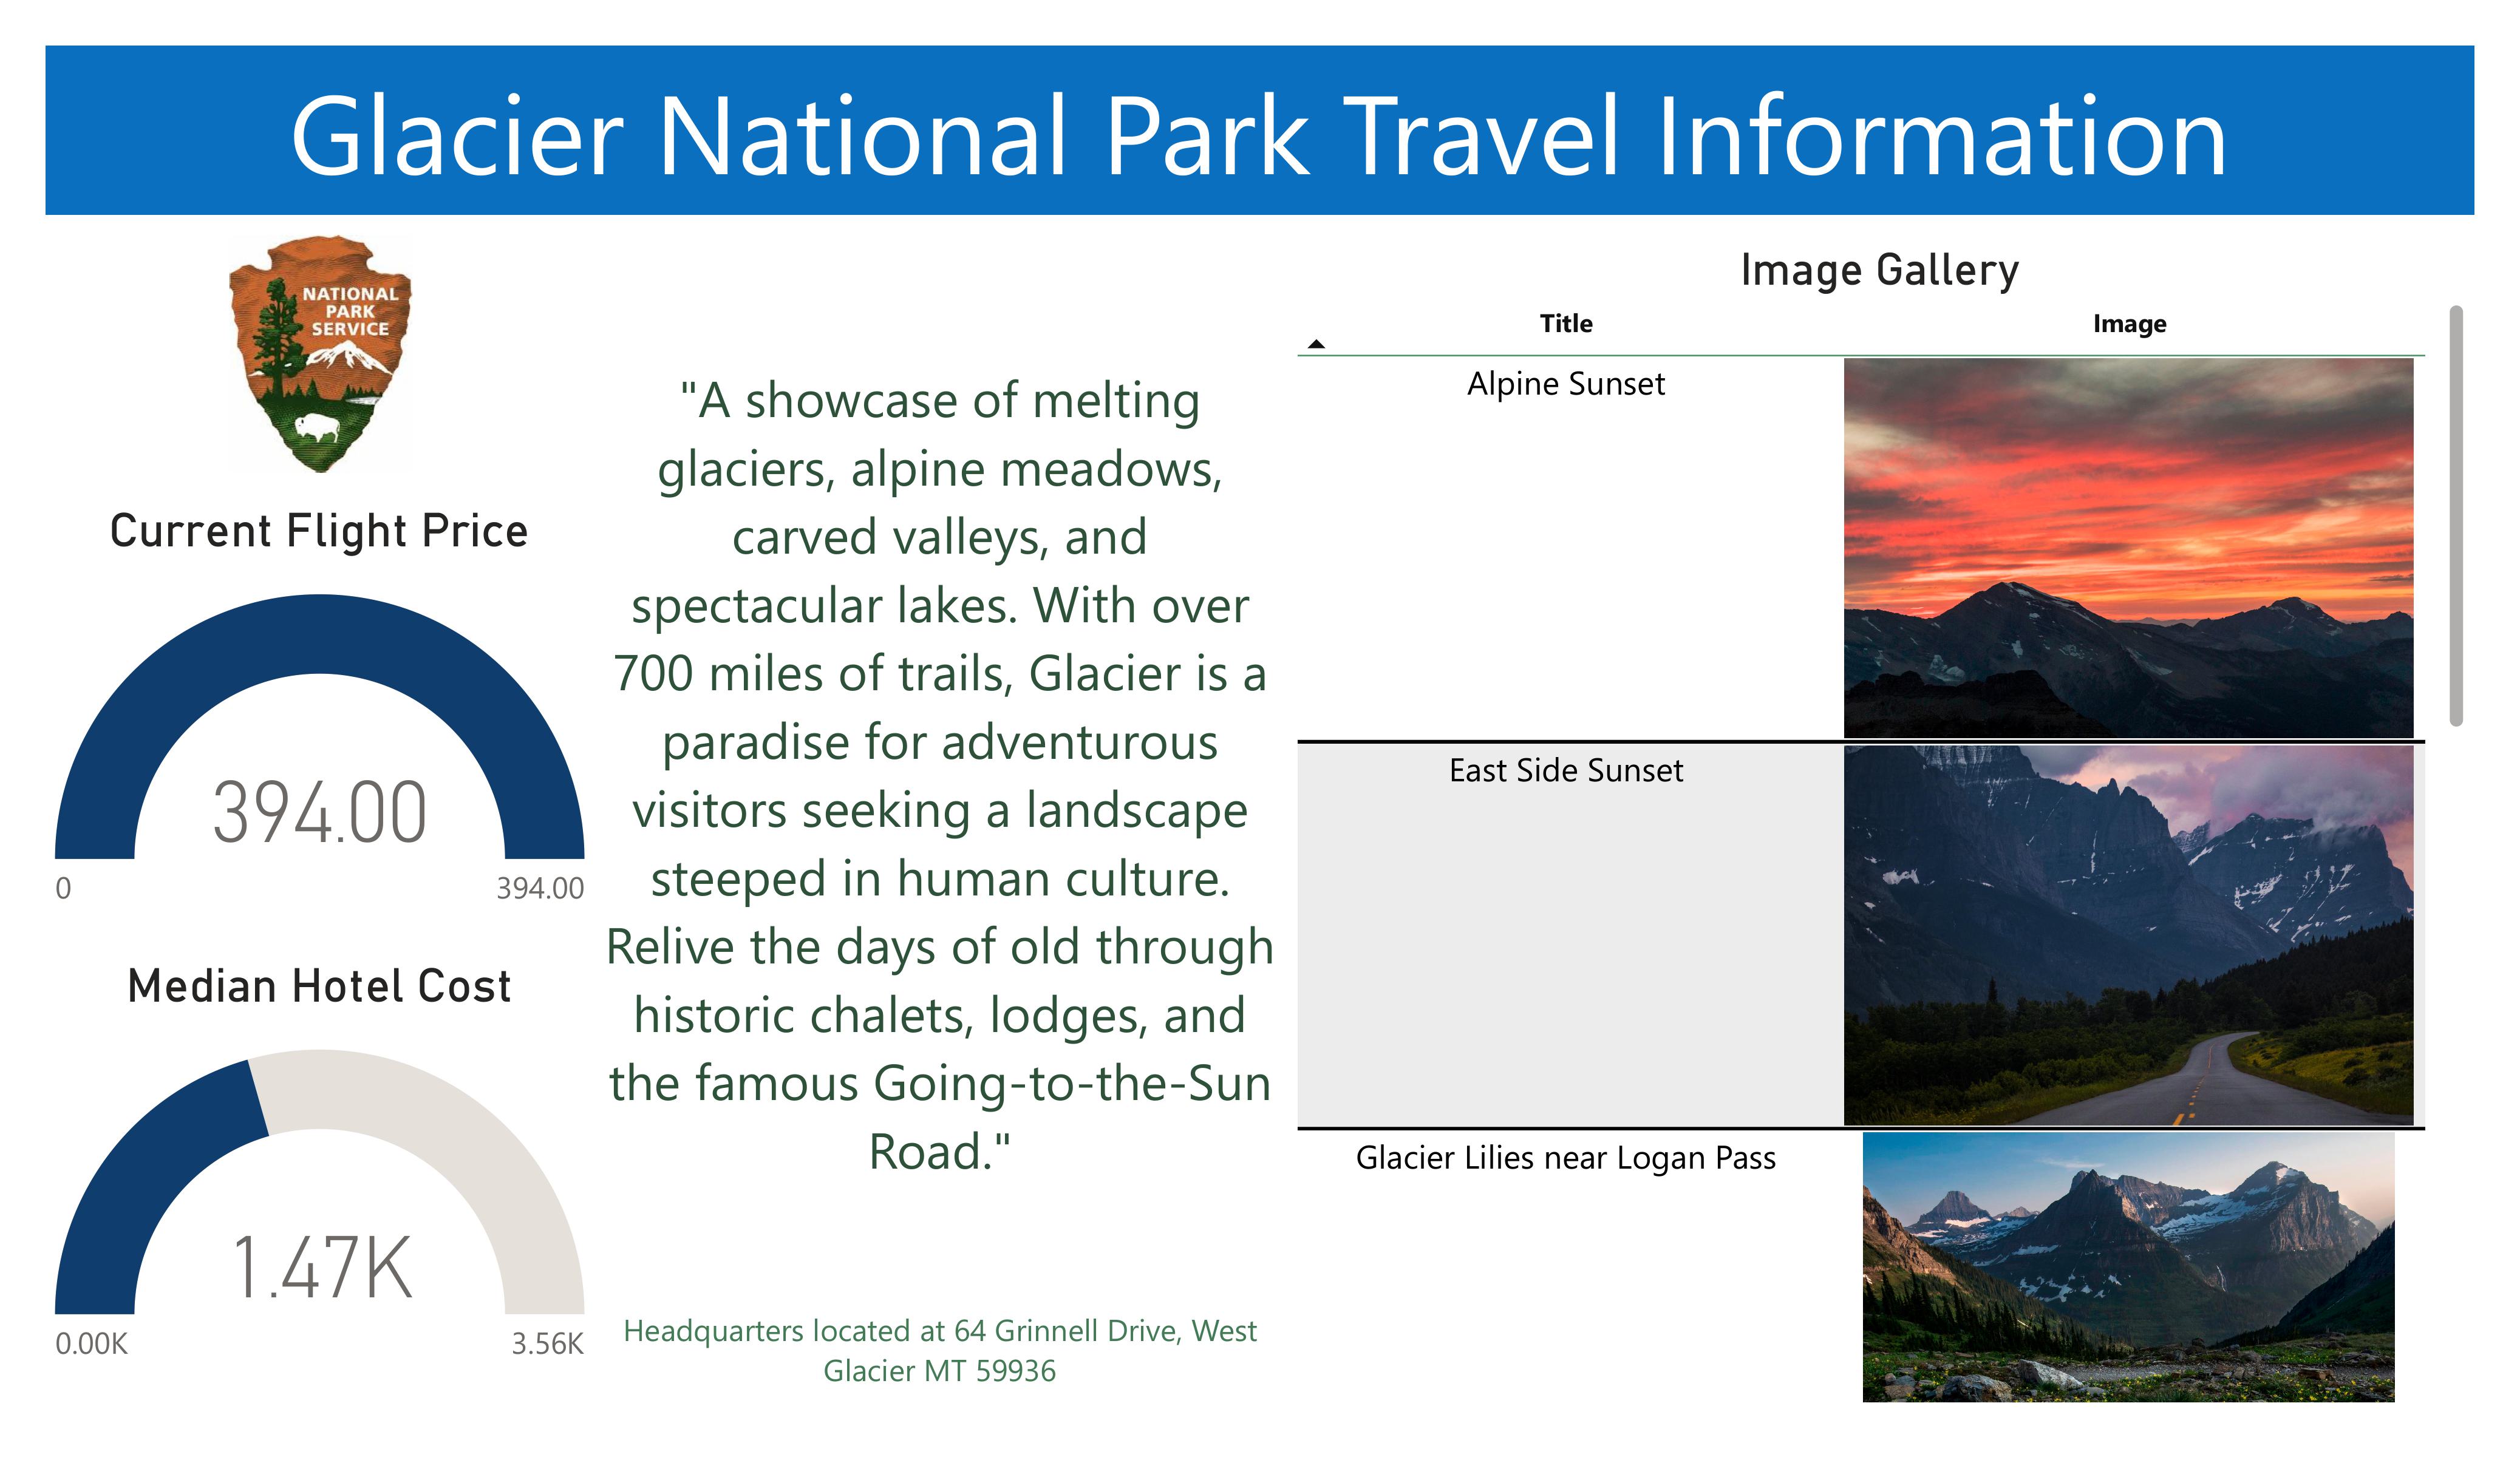 Glacier National Park Travel Information
NATIONAL
PARK
SERVICE
Current Flight Price
394.00
0
394.00
Median Hotel Cost
1.47K
0.00K
3.56K
"A showcase of melting
glaciers, alpine meadows,
carved valleys, and
spectacular lakes. With over
700 miles of trails, Glacier is a
paradise for adventurous
visitors seeking a landscape
steeped in human culture.
Relive the days of old through
historic chalets, lodges, and
the famous Going-to-the-Sun
Road."
Headquarters located at 64 Grinnell Drive, West
Glacier MT 59936
Image Gallery
Title
Image
Alpine Sunset
East Side Sunset
Glacier Lilies near Logan Pass